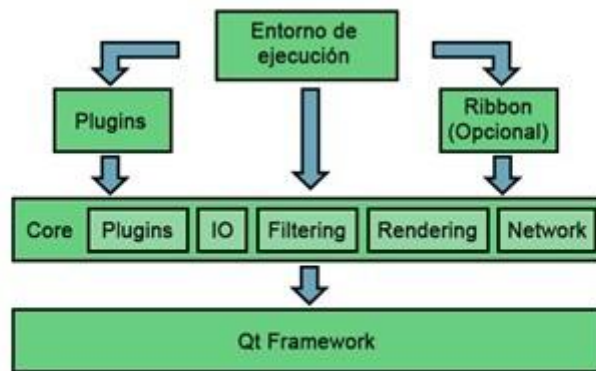 Entorno de
ejecución
Plugins
Ribbon
(Opcional)
Core
Plugins
IO
Filtering
Rendering
Network
Qt Framework